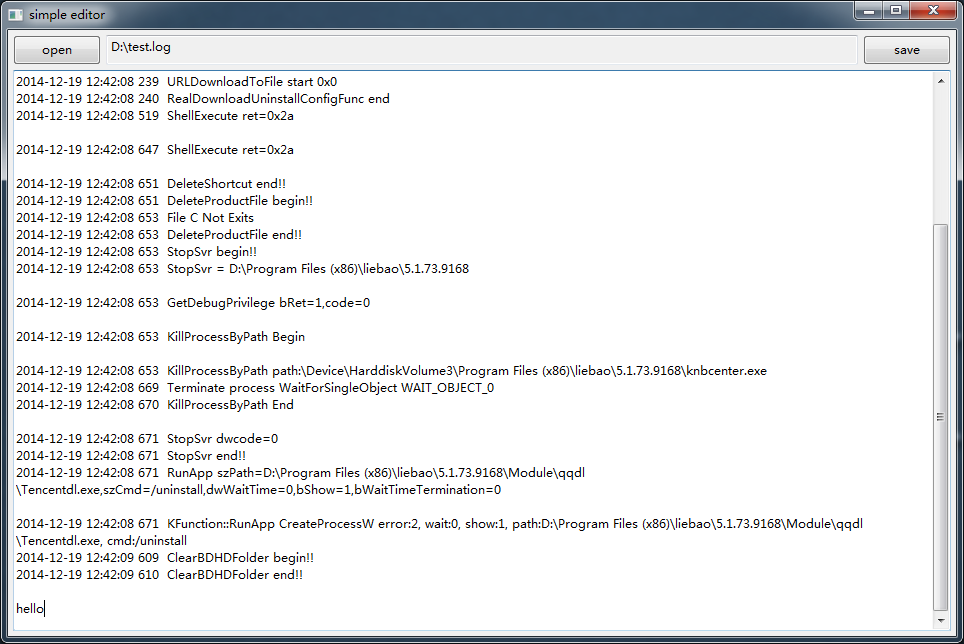 simple editor
open D:\test.log save
2014-12-19 12:42:08 239 URLDownloadToFile start 0x0
2014-12-19 12:42:08 240 RealDownloadUninstallConfigFunc end
2014-12-19 12:42:08 519 ShellExecute ret=0x2a
2014-12-19 12:42:08 647 ShellExecute ret=0x2a
2014-12-19 12:42:08 651 DeleteShortcut end!!
2014-12-19 12:42:08 651 DeleteProductFile begin!!
2014-12-19 12:42:08 653 File C Not Exits
2014-12-19 12:42:08 653 DeleteProductFile end!!
2014-12-19 12:42:08 653 StopSvr begin!!
2014-12-19 12:42:08 653 StopSvr = D:\Program Files (x86)\liebao\5.1.73.9168
2014-12-19 12:42:08 653 GetDebugPrivilege bRet=1,code=0
2014-12-19 12:42:08 653 KillProcessByPath Begin
2014-12-19 12:42:08 653 KillProcessByPath path:\Device\HarddiskVolume3\Program Files (x86)\liebao\5.1.73.9168\knbcenter.exe
2014-12-19 12:42:08 669 Terminate process WaitForSingleObject WAIT_OBJECT_0
2014-12-19 12:42:08 670 KillProcessByPath End
2014-12-19 12:42:08 671 StopSvr dwcode=0
2014-12-19 12:42:08 671 StopSvr end!!
2014-12-19 12:42:08 671 RunApp szPath=D:\Program Files (x86)\liebao\5.1.73.9168\Module\qqdl
\Tencentdl.exe,szCmd=/uninstall,dwWaitTime=0,bShow=1,bWaitTimeTermination=0
2014-12-19 12:42:08 671 KFunction::RunApp CreateProcessW error:2, wait:0, show:1, path:D:\Program Files (x86)\liebao\5.1.73.9168\Module\qqdl
\Tencentdl.exe, cmd:/uninstall
2014-12-19 12:42:09 609 ClearBDHDFolder begin!!
2014-12-19 12:42:09 610 ClearBDHDFolder end!!
hello